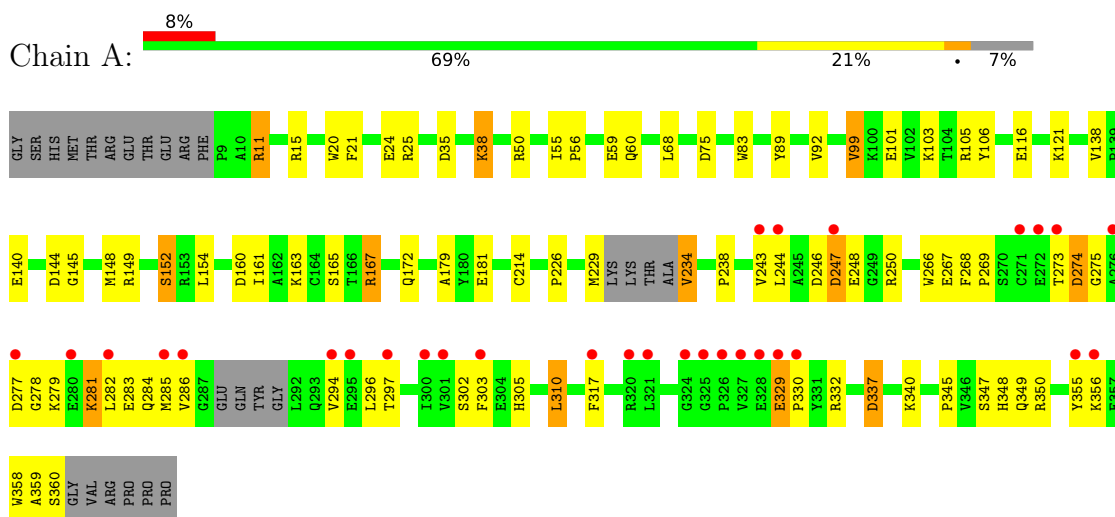 8%
Chain A:
69% 21% • 7%
GLY SER HIS MET THR ARG GLU THR GLU ARG PHE P9 A10 R11 R15 W20 F21 E24 R25 D35 K38 R50 I55 P56 E59 Q60 L68 D75 W83 Y89 V92 V99 K100 E101 V102 K103 T104 R105 Y106 E116 K121 V138
E140 D144 G145 M148 R149 S152 R153 L154 D160 I161 A162 K163 C164 S165 T166 R167 Q172 A179 Y180 E181 C214 P226 M229 LYS LYS THR ALA V234 P238 V243 L244 A245 D246 D247 E248 G249 R250 W266 E267 F268 P269 S270 C271 E272 T273 D274 G275
D277 G278 K279 E280 K281 L282 E283 Q284 M285 V286 G287 GLU GLN TYR GLY L292 Q293 V294 E295 L296 T297 I300 V301 S302 F303 E304 H305 L310 F317 R320 L321 G324 G325 P326 V327 E328 E329 P330 Y331 R332 D337 K340 P345 V346 S347 H348 Q349 R350 Y355 K356
W358 A359 S360 GLY VAL ARG PRO PRO PRO